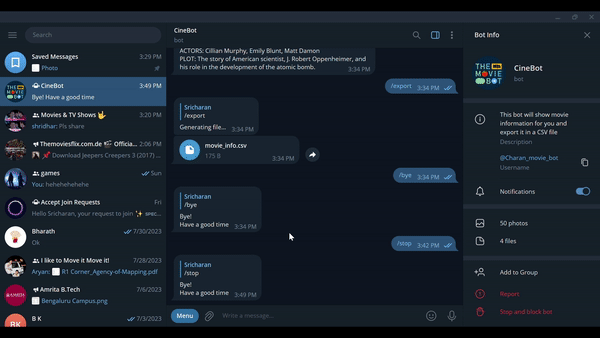 Search
Saved Messages
3:29 PM
Photo
CineBot
3:49 PM
Bye! Have a good time
Movies & TV Shows
3:20 PM
shridhar: Pls share
Themoviesflix.com.de 🎬 Officia...
2:06 PM
Download Jeepers Creepers 3 (2017) ...
games
Sun
You: hehehehehehe
Accept Join Requests
Fri
Hello Sricharan, your request to join
Bharath
7/30/2023
Ok
I like to Move it Move it!
7/28/2023
Aryan: R1 Corner_Agency-of-Mapping.pdf
Amrita B.Tech
7/6/2023
Bengaluru Campus.png
B K
7/3/2023
BK
CineBot
bot
ACTORS: Cillian Murphy, Emily Blunt, Matt Damon
PLOT: The story of American scientist, J. Robert Oppenheimer, and
his role in the development of the atomic bomb.
3:34 PM
/export
3:34 PM
Sricharan
/export
Generating file...
3:34 PM
movie_info.csv
175 B
3:34 PM
/bye
3:34 PM
Sricharan
/bye
Bye!
Have a good time
3:34 PM
/stop
3:42 PM
Sricharan
/stop
Bye!
Have a good time
3:49 PM
Menu
Write a message...
Bot Info
THE
MOVIE
BOT
CineBot
bot
This bot will show movie
information for you and
export it in a CSV file
Description
@Charan_movie_bot
Username
Notifications
50 photos
4 files
Add to Group
Report
Stop and block bot